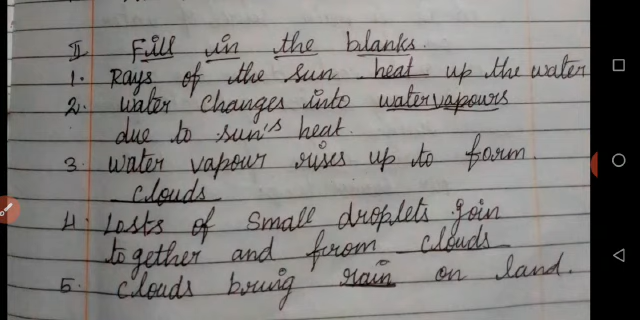 II Fill in the blanks.
1. Rays of the sun heat up the water
2. water changes into watervapours
due to sun's heat.
3. water vapour rises up to form.
clouds
4. Losts of small droplets join
together and from clouds
5. clouds bring rain on land.